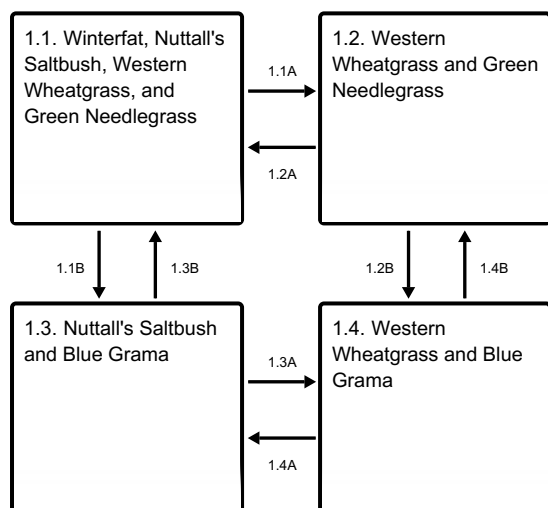 1.1. Winterfat, Nuttall's
Saltbush, Western
Wheatgrass, and
Green Needlegrass
1.1A
1.2A
1.2. Western
Wheatgrass and Green
Needlegrass
1.1B
1.3B
1.2B
1.4B
1.3. Nuttall's Saltbush
and Blue Grama
1.3A
1.4A
1.4. Western
Wheatgrass and Blue
Grama